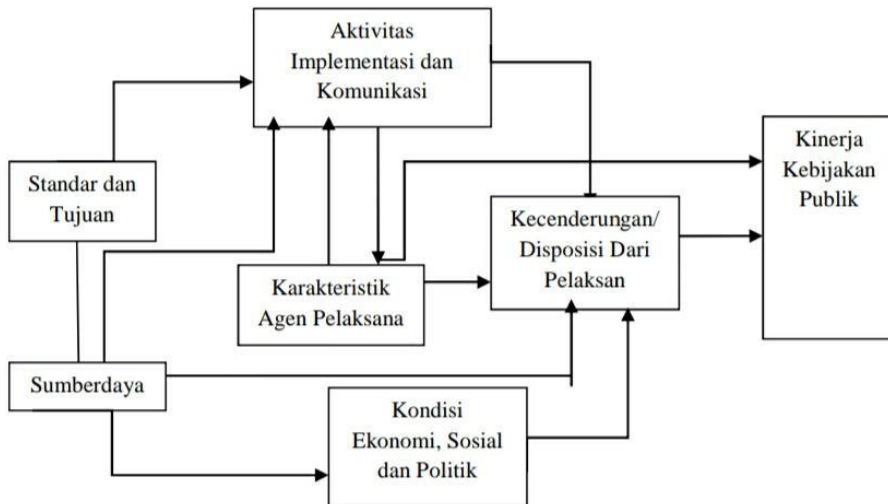 Aktivitas
Implementasi dan
Komunikasi
Standar dan
Tujuan
Kinerja
Kebijakan
Publik
Kecenderungan/
Disposisi Dari
Pelaksan
Karakteristik
Agen Pelaksana
Sumberdaya
Kondisi
Ekonomi, Sosial
dan Politik